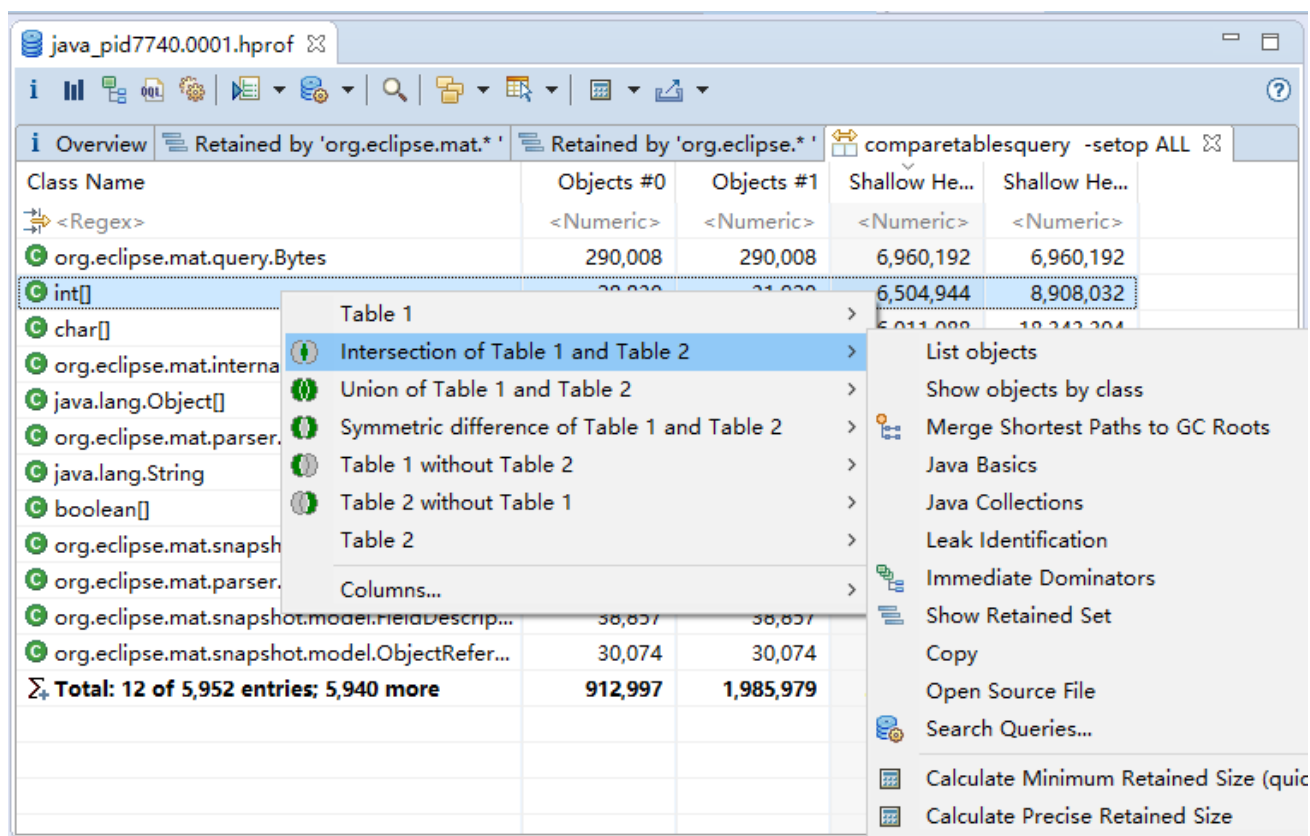 java_pid7740.0001.hprof
i OQL
i Overview Retained by 'org.eclipse.mat.* ' Retained by 'org.eclipse.* ' comparetablesquery -setop ALL
Class Name Objects #0 Objects #1 Shallow He... Shallow He...
<Regex> <Numeric> <Numeric> <Numeric> <Numeric>
org.eclipse.mat.query.Bytes 290,008 290,008 6,960,192 6,960,192
int[] 6,504,944 8,908,032
char[]
org.eclipse.mat.interna
java.lang.Object[]
org.eclipse.mat.parser.
java.lang.String
boolean[]
org.eclipse.mat.snapsh
org.eclipse.mat.parser.
org.eclipse.mat.snapshot.model.FieldDescrip... 38,857 38,857
org.eclipse.mat.snapshot.model.ObjectRefer... 30,074 30,074
Total: 12 of 5,952 entries; 5,940 more 912,997 1,985,979
Table 1
Intersection of Table 1 and Table 2
Union of Table 1 and Table 2
Symmetric difference of Table 1 and Table 2
Table 1 without Table 2
Table 2 without Table 1
Table 2
Columns...
List objects
Show objects by class
Merge Shortest Paths to GC Roots
Java Basics
Java Collections
Leak Identification
Immediate Dominators
Show Retained Set
Copy
Open Source File
Search Queries...
Calculate Minimum Retained Size (quic
Calculate Precise Retained Size